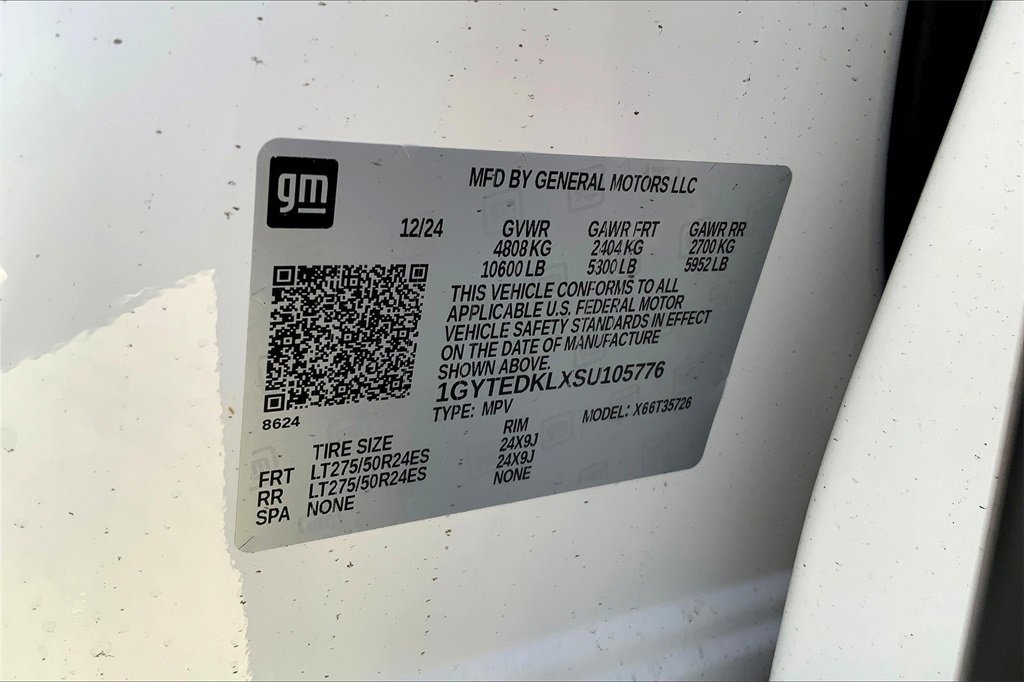 gm
MFD BY GENERAL MOTORS LLC
12/24 GVWR GAWR FRT GAWR RR
4808 KG 2404 KG 2700 KG
10600 LB 5300 LB 5952 LB
THIS VEHICLE CONFORMS TO ALL
APPLICABLE U.S. FEDERAL MOTOR
VEHICLE SAFETY STANDARDS IN EFFECT
ON THE DATE OF MANUFACTURE
SHOWN ABOVE.
1GYTEDKLXSU105776
TYPE: MPV MODEL: X66T35726
8624
TIRE SIZE RIM
FRT LT275/50R24ES 24X9J
RR LT275/50R24ES 24X9J
SPA NONE NONE